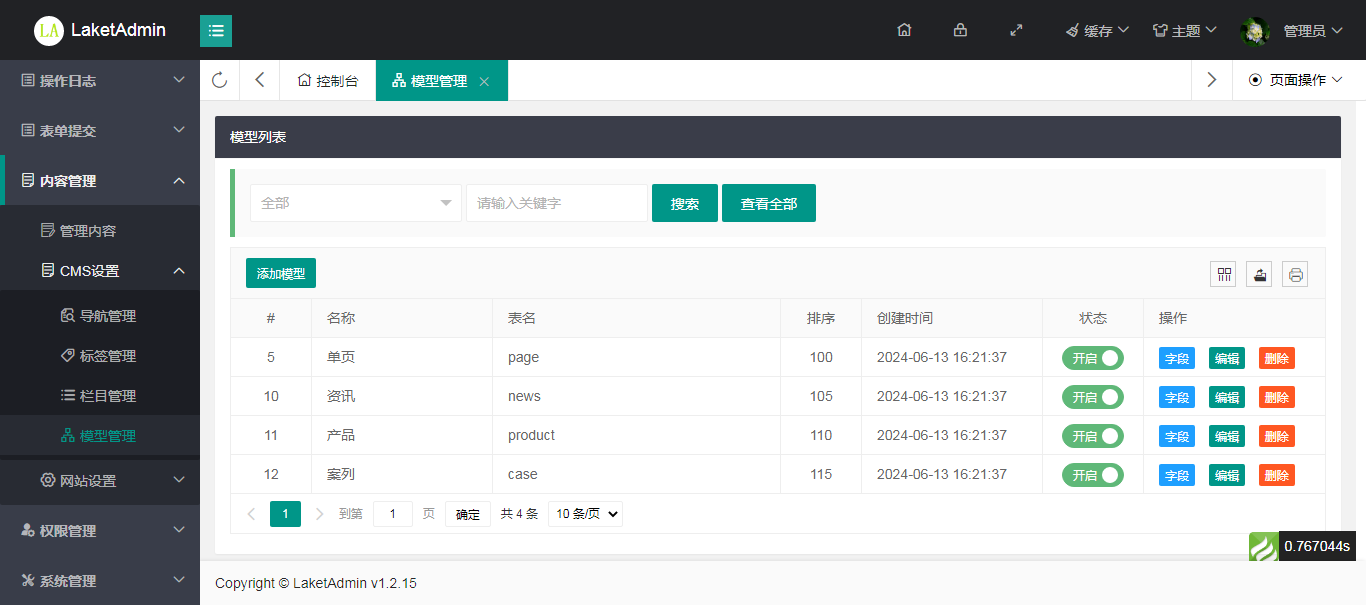 LA LaketAdmin
缓存 主题 管理员
操作日志
表单提交
内容管理
管理内容
CMS设置
导航管理
标签管理
栏目管理
模型管理
网站设置
权限管理
系统管理
控制台 模型管理 页面操作
模型列表
全部 请输入关键字 搜索 查看全部
添加模型
# 名称 表名 排序 创建时间 状态 操作
5 单页 page 100 2024-06-13 16:21:37 开启 字段 编辑 删除
10 资讯 news 105 2024-06-13 16:21:37 开启 字段 编辑 删除
11 产品 product 110 2024-06-13 16:21:37 开启 字段 编辑 删除
12 案列 case 115 2024-06-13 16:21:37 开启 字段 编辑 删除
1 到第 1 页 确定 共 4 条 10 条/页
0.767044s
Copyright © LaketAdmin v1.2.15